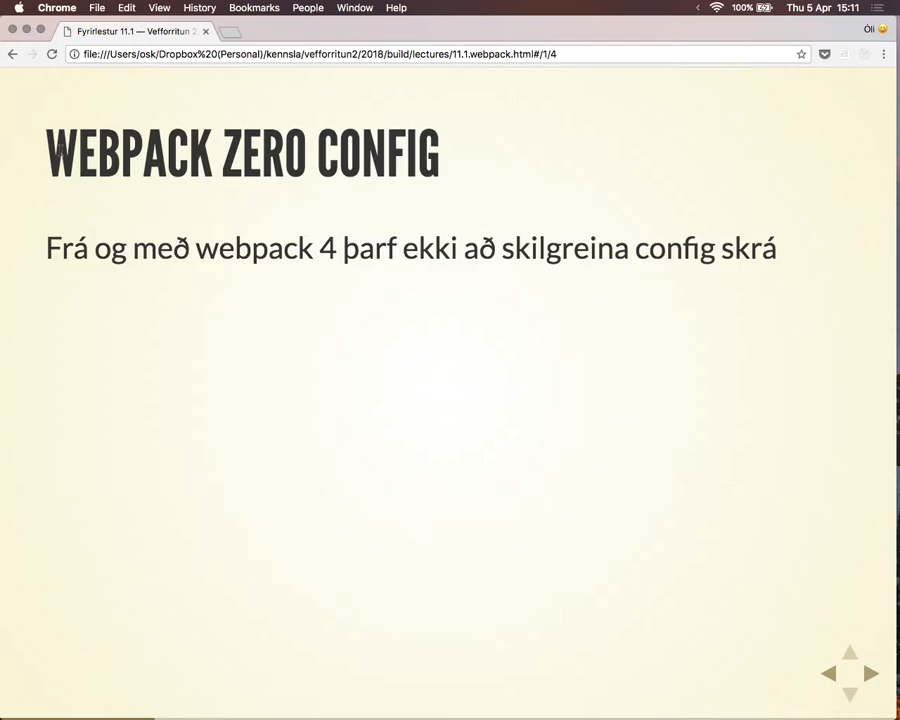 Chrome File Edit View History Bookmarks People Window Help 100% Thu 5 Apr 15:11
Fyrirlestur 11.1 — Vefforritun 2, Óli
file:///Users/osk/Dropbox%20(Personal)/kennsla/vefforritun2/2018/build/lectures/11.1.webpack.html#/1/4
WEBPACK ZERO CONFIG
Frá og með webpack 4 þarf ekki að skilgreina config skrá